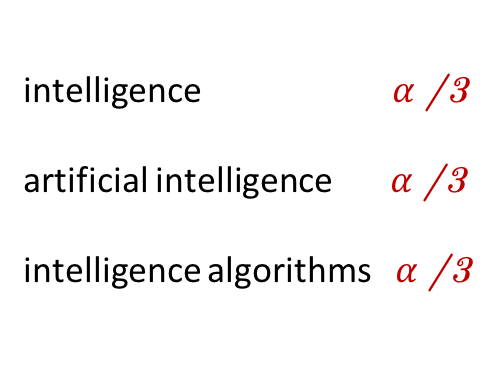 intelligence α /3
artificial intelligence α /3
intelligence algorithms α /3